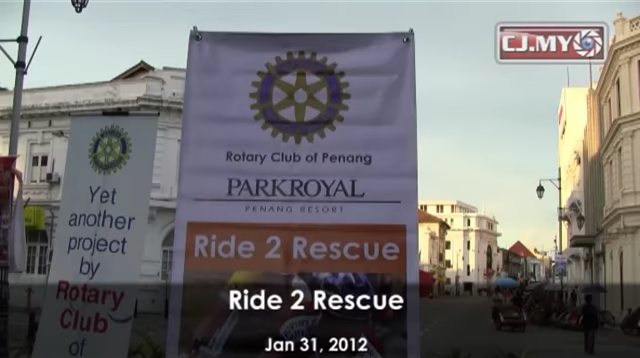 CJ.MY
Rotary Club of Penang
PARKROYAL
PENANG RESORT
Ride 2 Rescue
Yet
another
project
by
Rotary
Club
of
Ride 2 Rescue
Jan 31, 2012